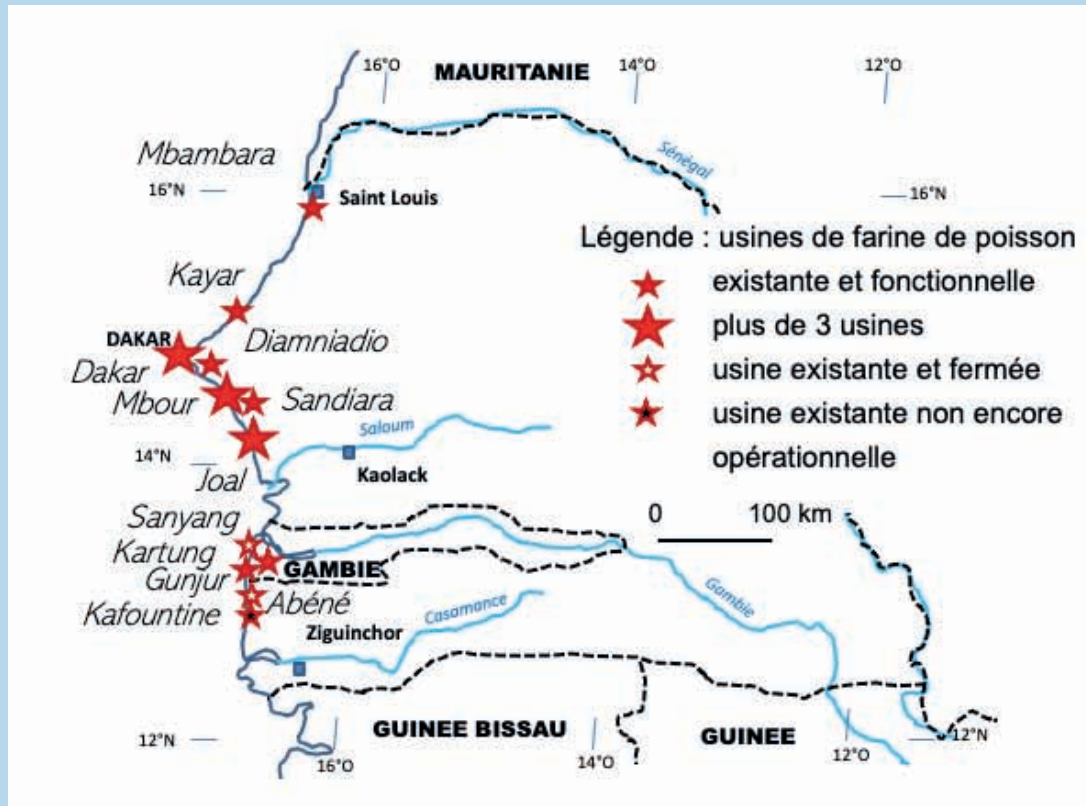 16°O
MAURITANIE
14°O
12°O
Mbambara
Sénégal
16°N
Saint Louis
16°N
Légende : usines de farine de poisson
existante et fonctionnelle
plus de 3 usines
usine existante et fermée
usine existante non encore
opérationnelle
Kayar
DAKAR
Diamniadio
Dakar
Mbour
Sandiara
Saloum
14°N
Kaolack
Joal
Sanyang
0 100 km
Kartung
GAMBIE
Gunjur
Gambie
Abéné
Kafountine
Casamance
Ziguinchor
GUINEE BISSAU
GUINEE
12°N
12°N
16°O
14°O
12°O